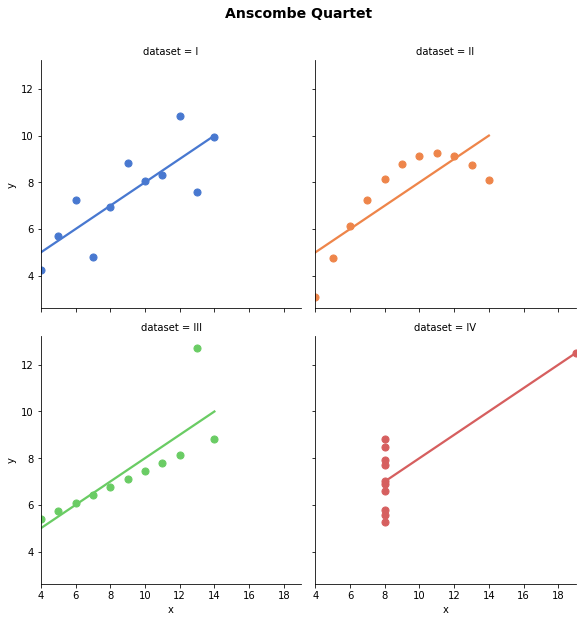 Anscombe Quartet
dataset = I
dataset = II
12
10
8
6
4
y
dataset = III
dataset = IV
12
10
8
6
4
y
4 6 8 10 12 14 16 18
4 6 8 10 12 14 16 18
x
x